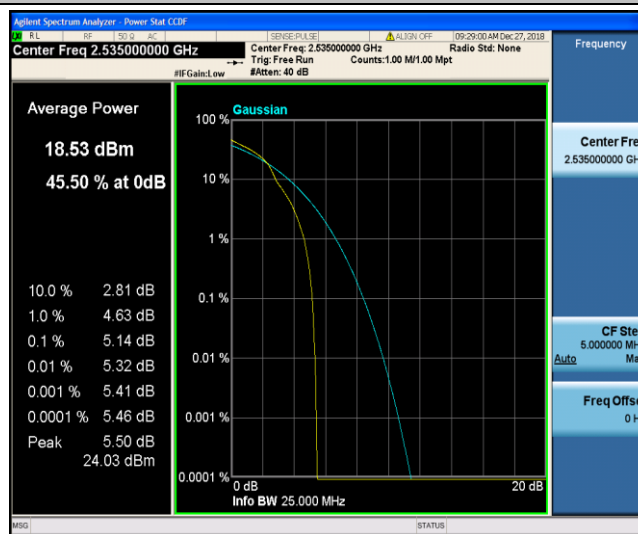 Agilent Spectrum Analyzer - Power Stat CCDF
RL RF 50 Ω AC SENSE:PULSE ALIGN OFF 09:29:00 AM Dec 27, 2018
Center Freq 2.535000000 GHz
Center Freq: 2.535000000 GHz Radio Std: None
Trig: Free Run Counts:1.00 M/1.00 Mpt
#IFGain:Low #Atten: 40 dB
Frequency
Average Power
18.53 dBm
45.50 % at 0dB
10.0 % 2.81 dB
1.0 % 4.63 dB
0.1 % 5.14 dB
0.01 % 5.32 dB
0.001 % 5.41 dB
0.0001 % 5.46 dB
Peak 5.50 dB
24.03 dBm
Gaussian
100 %
10 %
1 %
0.1 %
0.01 %
0.001 %
0.0001 %
0 dB 20 dB
Info BW 25.000 MHz
Center Fre
2.535000000 GH
CF Ste
5.000000 MH
Auto Ma
Freq Offse
0 H
MSG STATUS